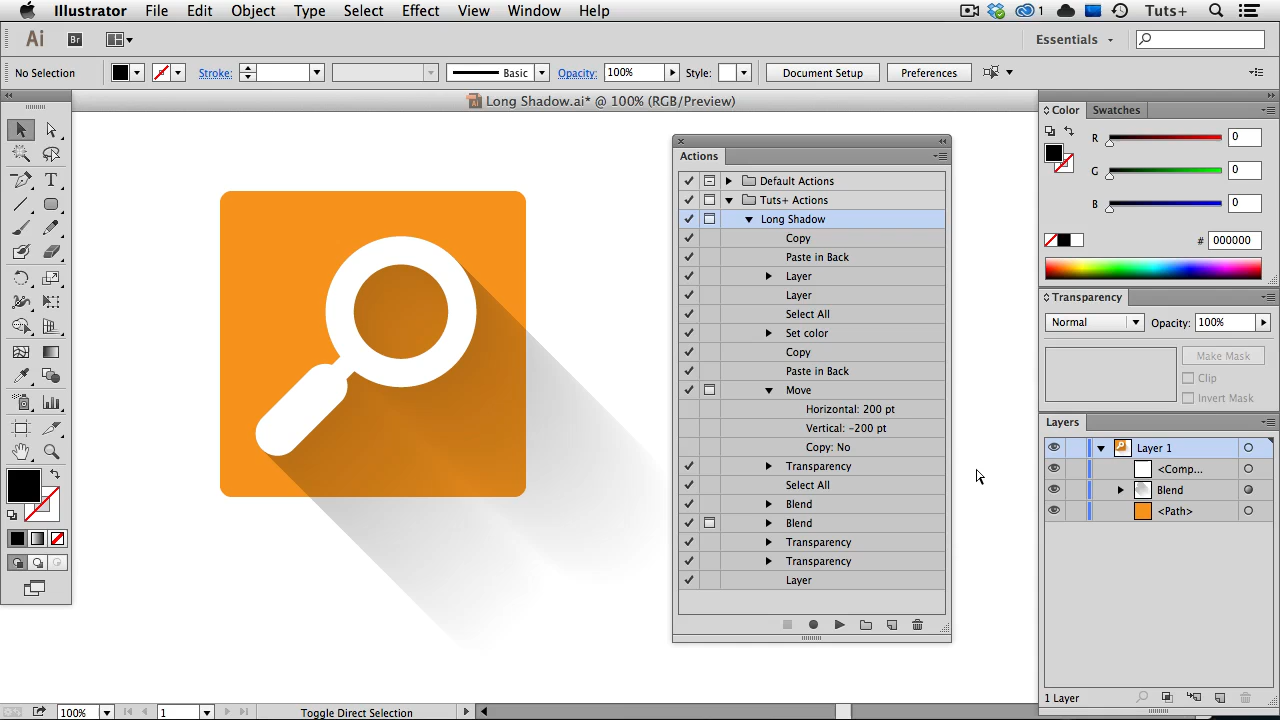 Illustrator File Edit Object Type Select Effect View Window Help 1 Tuts+
Ai Br Essentials
No Selection Stroke: Basic Opacity: 100% Style: Document Setup Preferences
Long Shadow.ai* @ 100% (RGB/Preview)
Actions
Default Actions
Tuts+ Actions
Long Shadow
Copy
Paste in Back
Layer
Layer
Select All
Set color
Copy
Paste in Back
Move
Horizontal: 200 pt
Vertical: -200 pt
Copy: No
Transparency
Select All
Blend
Blend
Transparency
Transparency
Layer
Color Swatches
R 0
G 0
B 0
# 000000
Transparency
Normal Opacity: 100%
Make Mask
Clip
Invert Mask
Layers
Layer 1
<Comp...
Blend
<Path>
1 Layer
100% 1 Toggle Direct Selection